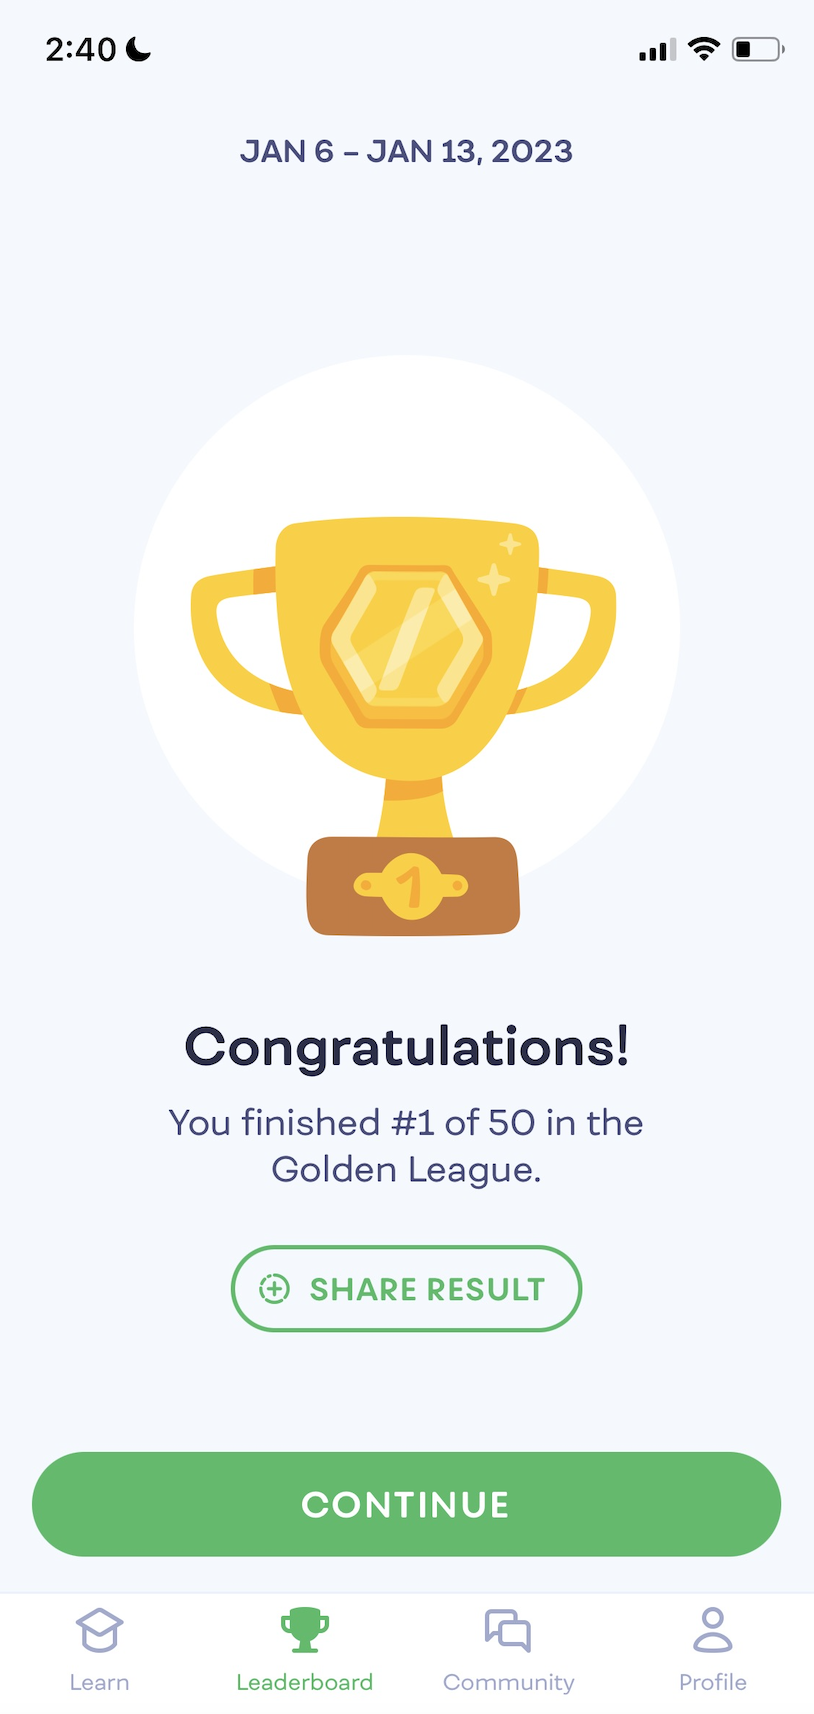 2:40
JAN 6 – JAN 13, 2023
1
Congratulations!
You finished #1 of 50 in the
Golden League.
SHARE RESULT
CONTINUE
Learn
Leaderboard
Community
Profile